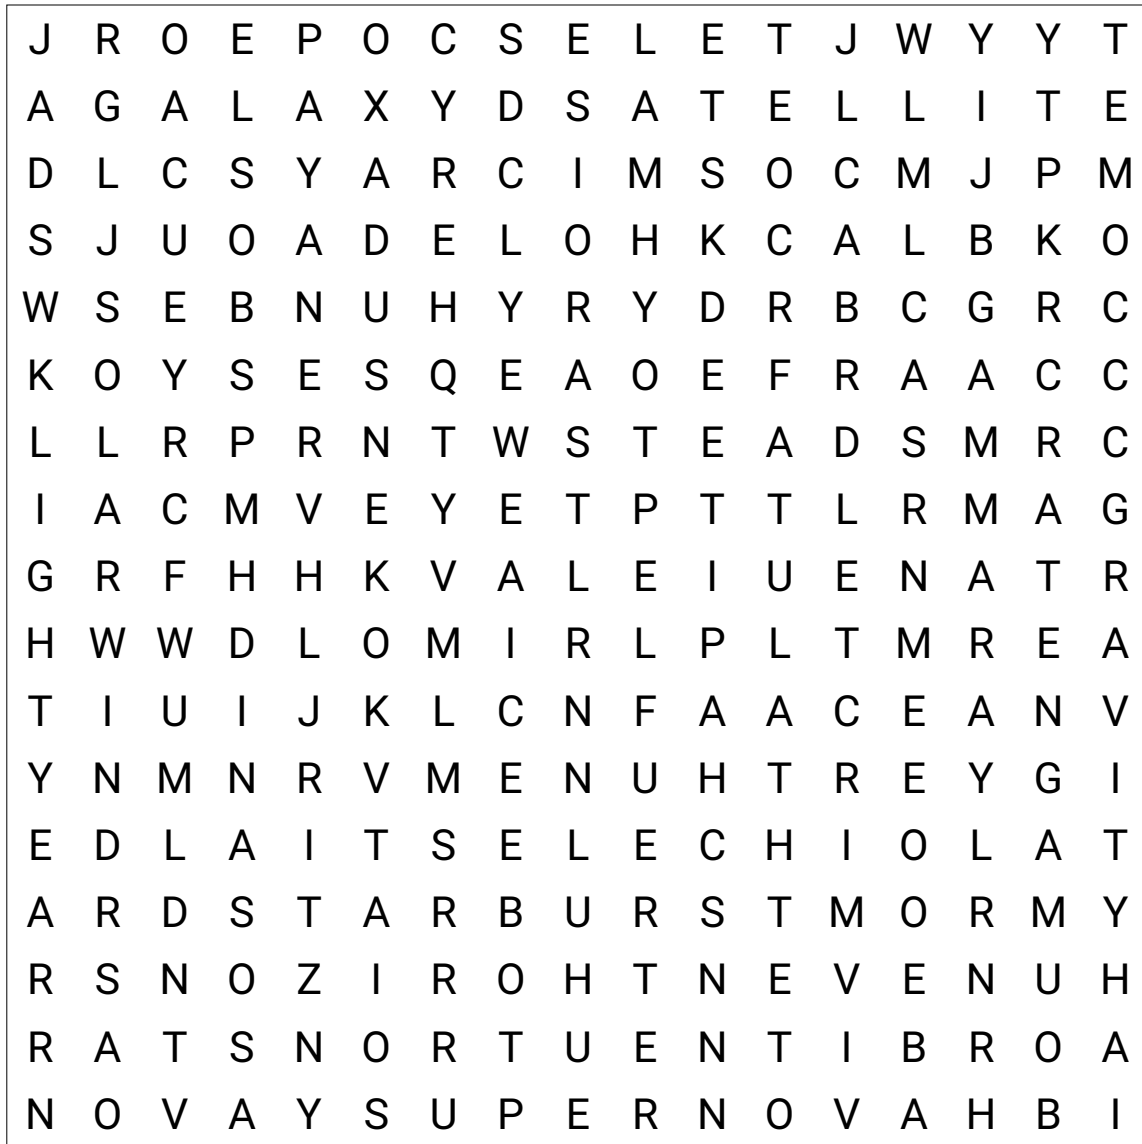 J R O E P O C S E L E T J W Y Y T
A G A L A X Y D S A T E L L I T E
D L C S Y A R C I M S O C M J P M
S J U O A D E L O H K C A L B K O
W S E B N U H Y R Y D R B C G R C
K O Y S E S Q E A O E F R A A C C
L L R P R N T W S T E A D S M R C
I A C M V E Y E T P T T L R M A G
G R F H H K V A L E I U E N A T R
H W W D L O M I R L P L T M R E A
T I U I J K L C N F A A C E A N V
Y N M N R V M E N U H T R E Y G I
E D L A I T S E L E C H I O L A T
A R D S T A R B U R S T M O R M Y
R S N O Z I R O H T N E V E N U H
R A T S N O R T U E N T I B R O A
N O V A Y S U P E R N O V A H B I